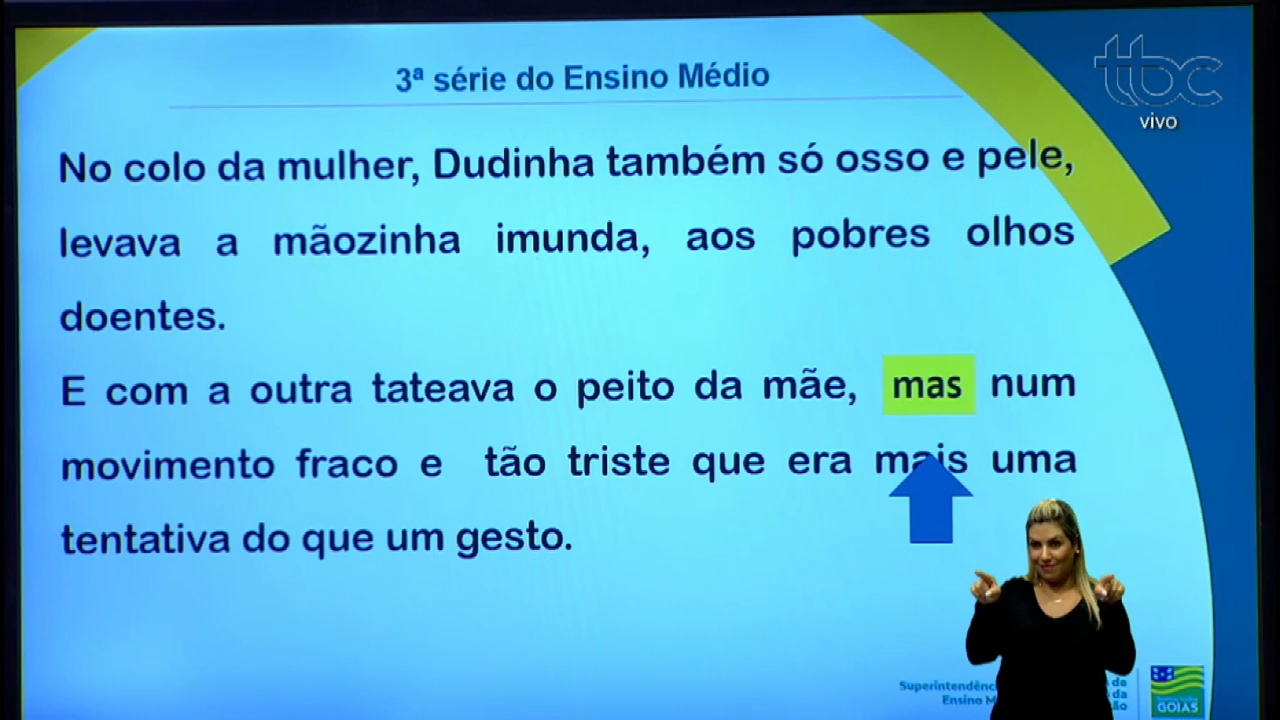 3ª série do Ensino Médio
ttbc
vivo
No colo da mulher, Dudinha também só osso e pele,
levava a mãozinha imunda, aos pobres olhos
doentes.
E com a outra tateava o peito da mãe, mas num
movimento fraco e tão triste que era mais uma
tentativa do que um gesto.
GOIÁS